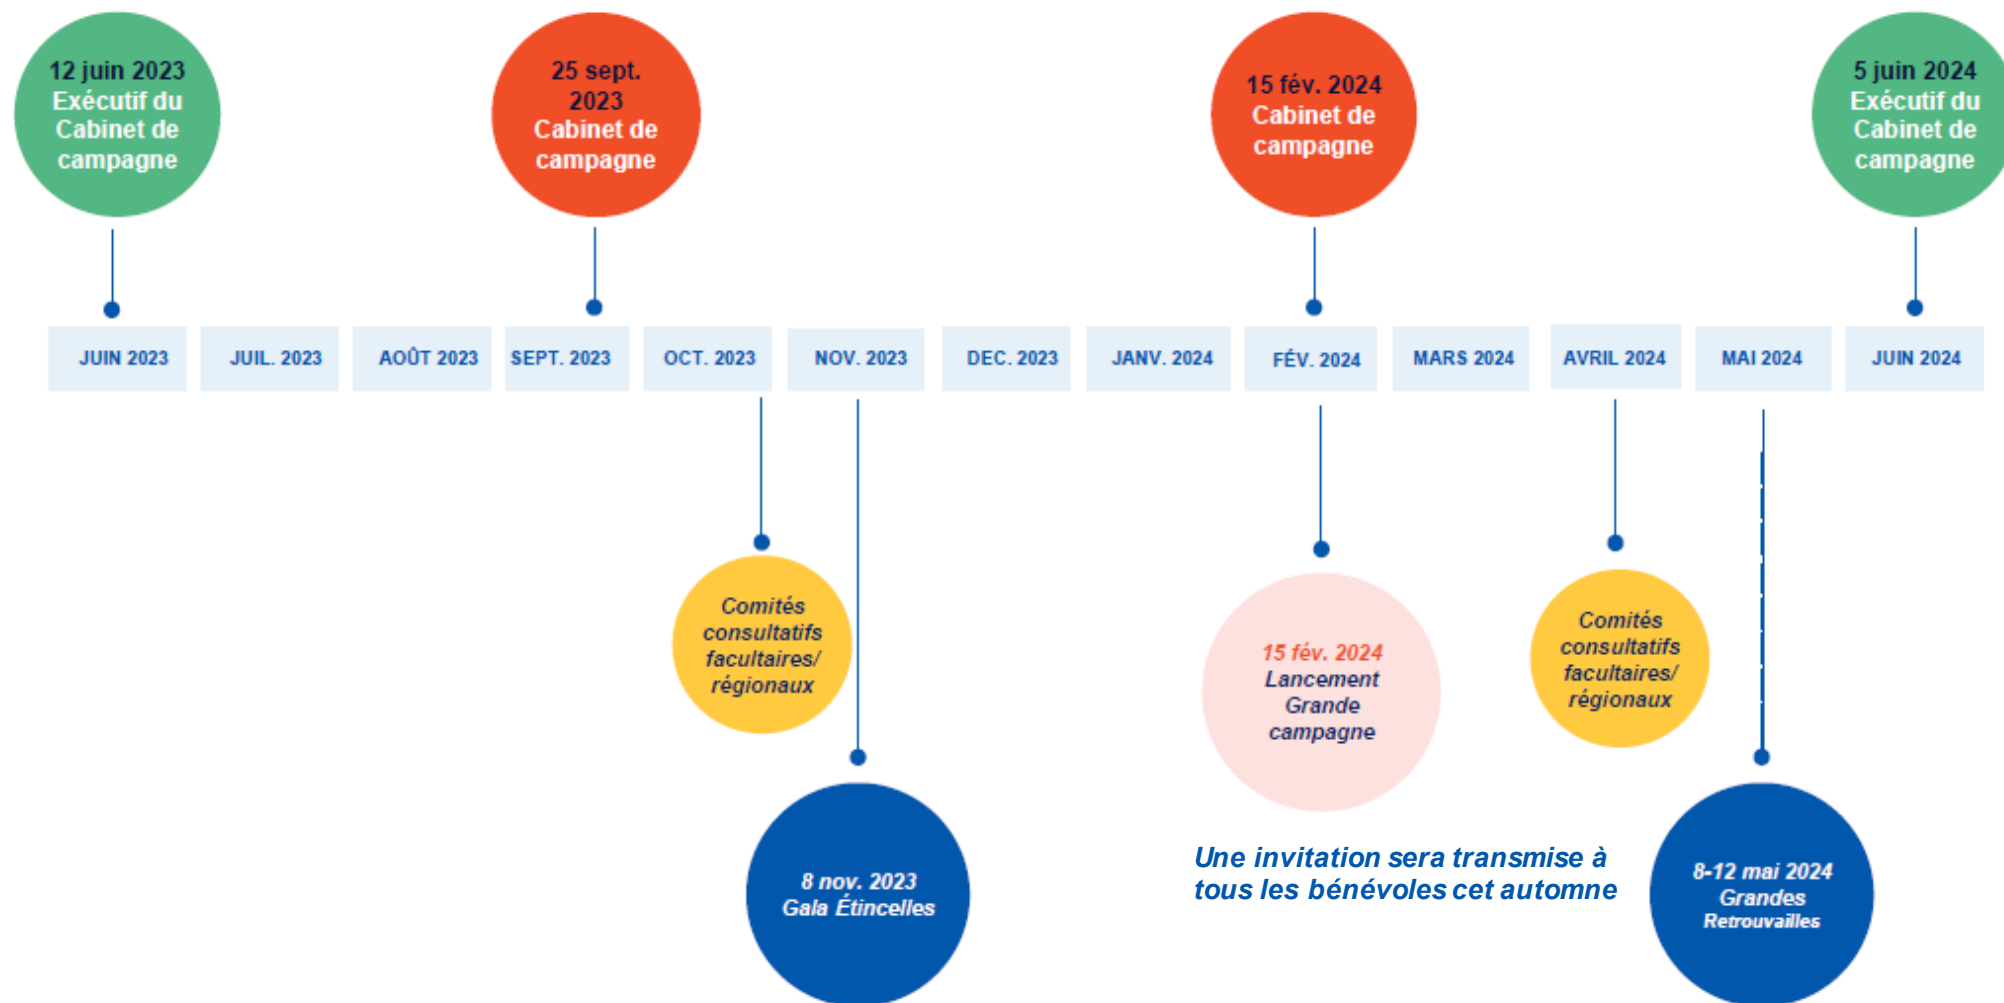 12 juin 2023
Exécutif du
Cabinet de
campagne
25 sept.
2023
Cabinet de
campagne
15 fév. 2024
Cabinet de
campagne
5 juin 2024
Exécutif du
Cabinet de
campagne
JUIN 2023
JUIL. 2023
AOÛT 2023
SEPT. 2023
OCT. 2023
NOV. 2023
DEC. 2023
JANV. 2024
FÉV. 2024
MARS 2024
AVRIL 2024
MAI 2024
JUIN 2024
Comités
consultatifs
facultaires/
régionaux
15 fév. 2024
Lancement
Grande
campagne
Comités
consultatifs
facultaires/
régionaux
8 nov. 2023
Gala Étincelles
Une invitation sera transmise à
tous les bénévoles cet automne
8-12 mai 2024
Grandes
Retrouvailles